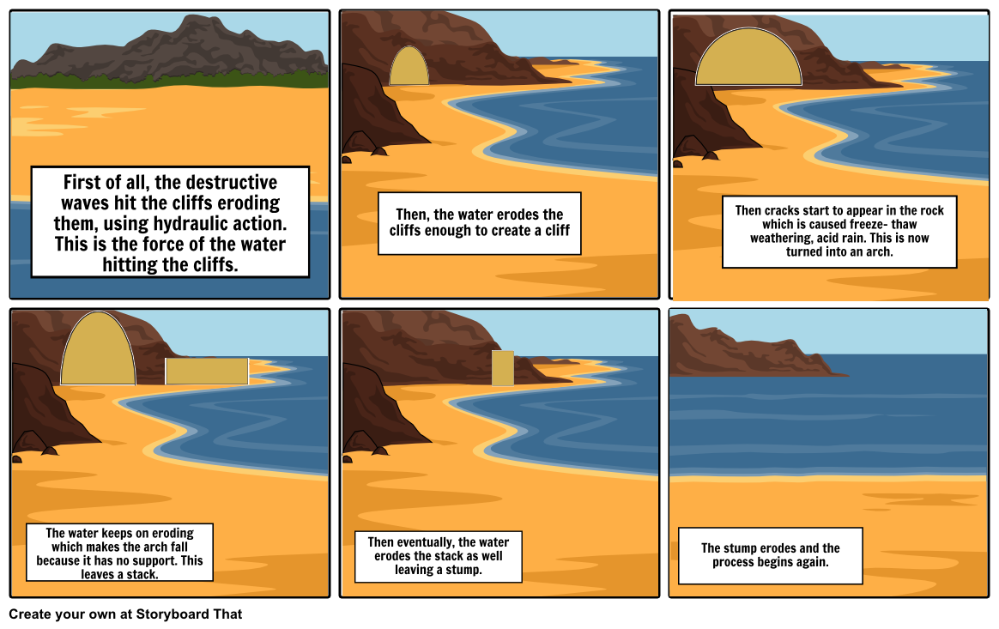 First of all, the destructive
waves hit the cliffs eroding
them, using hydraulic action.
This is the force of the water
hitting the cliffs.
Then, the water erodes the
cliffs enough to create a cliff
Then cracks start to appear in the rock
which is caused freeze- thaw
weathering, acid rain. This is now
turned into an arch.
The water keeps on eroding
which makes the arch fall
because it has no support. This
leaves a stack.
Then eventually, the water
erodes the stack as well
leaving a stump.
The stump erodes and the
process begins again.
Create your own at Storyboard That